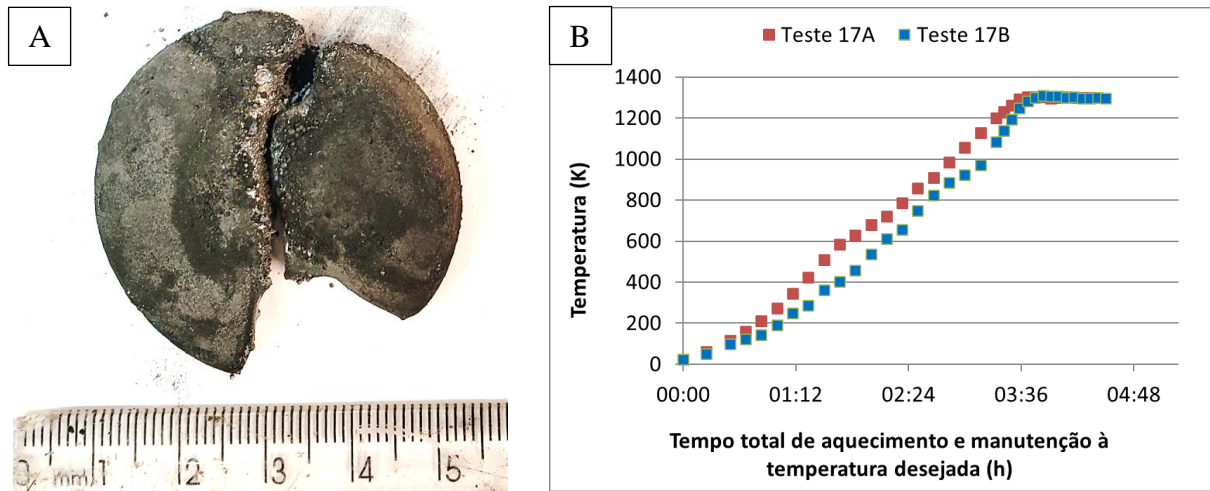 A
0 mm 1 2 3 4 5
B
Teste 17A Teste 17B
1400
1200
1000
800
600
400
200
0
Temperatura (K)
00:00 01:12 02:24 03:36 04:48
Tempo total de aquecimento e manutenção à
temperatura desejada (h)